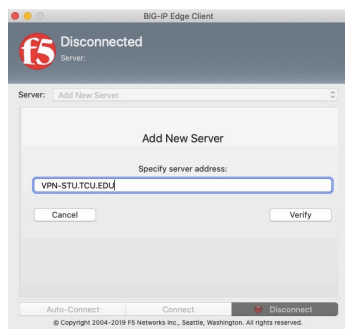 BIG-IP Edge Client
f5
Disconnected
Server:
Server: Add New Server
Add New Server
Specify server address:
VPN-STU.TCU.EDU
Cancel Verify
Auto-Connect Connect Disconnect
© Copyright 2004-2019 F5 Networks Inc., Seattle, Washington. All rights reserved.